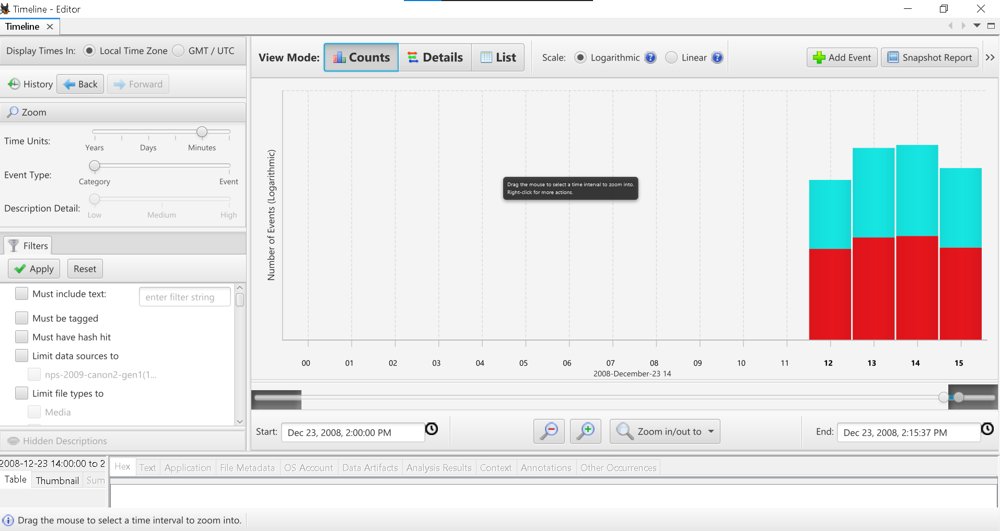 Timeline - Editor
Timeline
Display Times In: Local Time Zone GMT / UTC
History Back Forward
Zoom
Time Units:
Years Days Minutes
Event Type:
Category Event
Description Detail:
Low Medium High
Filters
Apply Reset
Must include text: enter filter string
Must be tagged
Must have hash hit
Limit data sources to
nps-2009-canon2-gen1(1...
Limit file types to
Media
Hidden Descriptions
View Mode: Counts Details List Scale: Logarithmic ? Linear ? Add Event Snapshot Report >>
Number of Events (Logarithmic)
Drag the mouse to select a time interval to zoom into.
Right-click for more actions.
00 01 02 03 04 05 06 07 08 09 10 11 12 13 14 15
2008-December-23 14
Start: Dec 23, 2008, 2:00:00 PM Zoom in/out to End: Dec 23, 2008, 2:15:37 PM
2008-12-23 14:00:00 to 2
Table Thumbnail Sum
Hex Text Application File Metadata OS Account Data Artifacts Analysis Results Context Annotations Other Occurrences
Drag the mouse to select a time interval to zoom into.